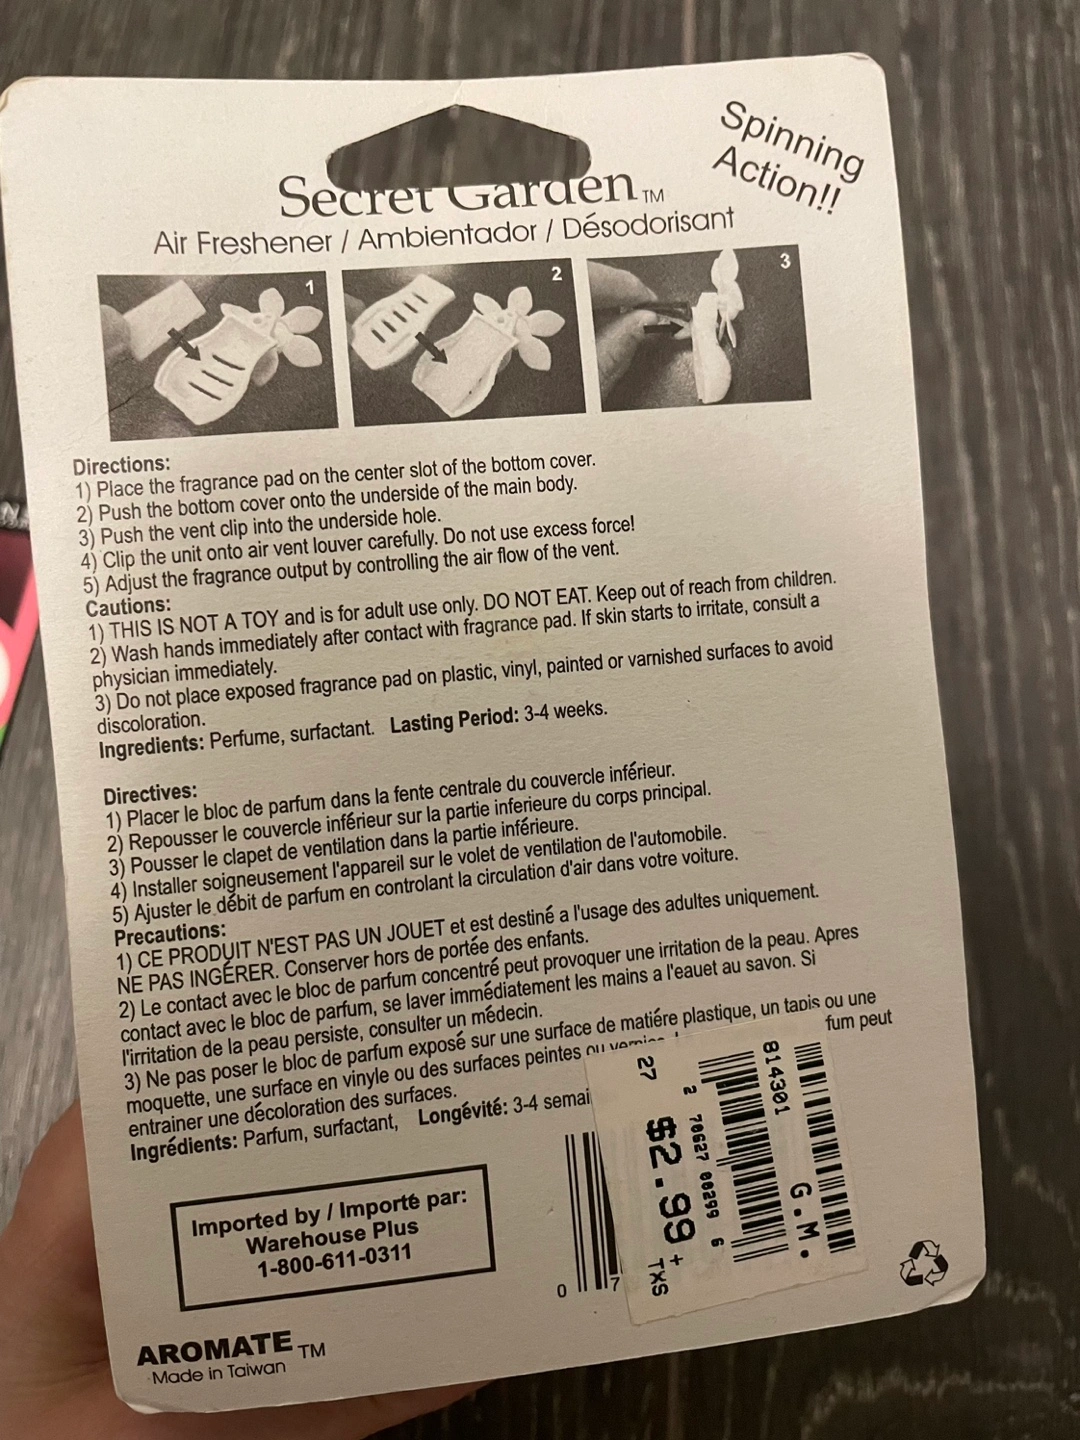 Spinning
Action!!
Secret Garden TM
Air Freshener / Ambientador / Désodorisant
1
2
3
Directions:
1) Place the fragrance pad on the center slot of the bottom cover.
2) Push the bottom cover onto the underside of the main body.
3) Push the vent clip into the underside hole.
4) Clip the unit onto air vent louver carefully. Do not use excess force!
5) Adjust the fragrance output by controlling the air flow of the vent.
Cautions:
1) THIS IS NOT A TOY and is for adult use only. DO NOT EAT. Keep out of reach from children.
2) Wash hands immediately after contact with fragrance pad. If skin starts to irritate, consult a
physician immediately.
3) Do not place exposed fragrance pad on plastic, vinyl, painted or varnished surfaces to avoid
discoloration.
Ingredients: Perfume, surfactant. Lasting Period: 3-4 weeks.
Directives:
1) Placer le bloc de parfum dans la fente centrale du couvercle inférieur.
2) Repousser le couvercle inférieur sur la partie inferieure du corps principal.
3) Pousser le clapet de ventilation dans la partie inférieure.
4) Installer soigneusement l'appareil sur le volet de ventilation de l'automobile.
5) Ajuster le débit de parfum en controlant la circulation d'air dans votre voiture.
Precautions:
1) CE PRODUIT N'EST PAS UN JOUET et est destiné a l'usage des adultes uniquement.
NE PAS INGÉRER. Conserver hors de portée des enfants.
2) Le contact avec le bloc de parfum concentré peut provoquer une irritation de la peau. Apres
contact avec le bloc de parfum, se laver immédiatement les mains a l'eauet au savon. Si
l'irritation de la peau persiste, consulter un médecin.
3) Ne pas poser le bloc de parfum exposé sur une surface de matiére plastique, un tapis ou une
moquette, une surface en vinyle ou des surfaces peintes ou fum peut
entrainer une décoloration des surfaces.
Ingrédients: Parfum, surfactant, Longévité: 3-4 semai
27
$2.99+
TXS
2 78627 00299 6
814301
G.M.
0 7
Imported by / Importé par:
Warehouse Plus
1-800-611-0311
AROMATE TM
Made in Taiwan